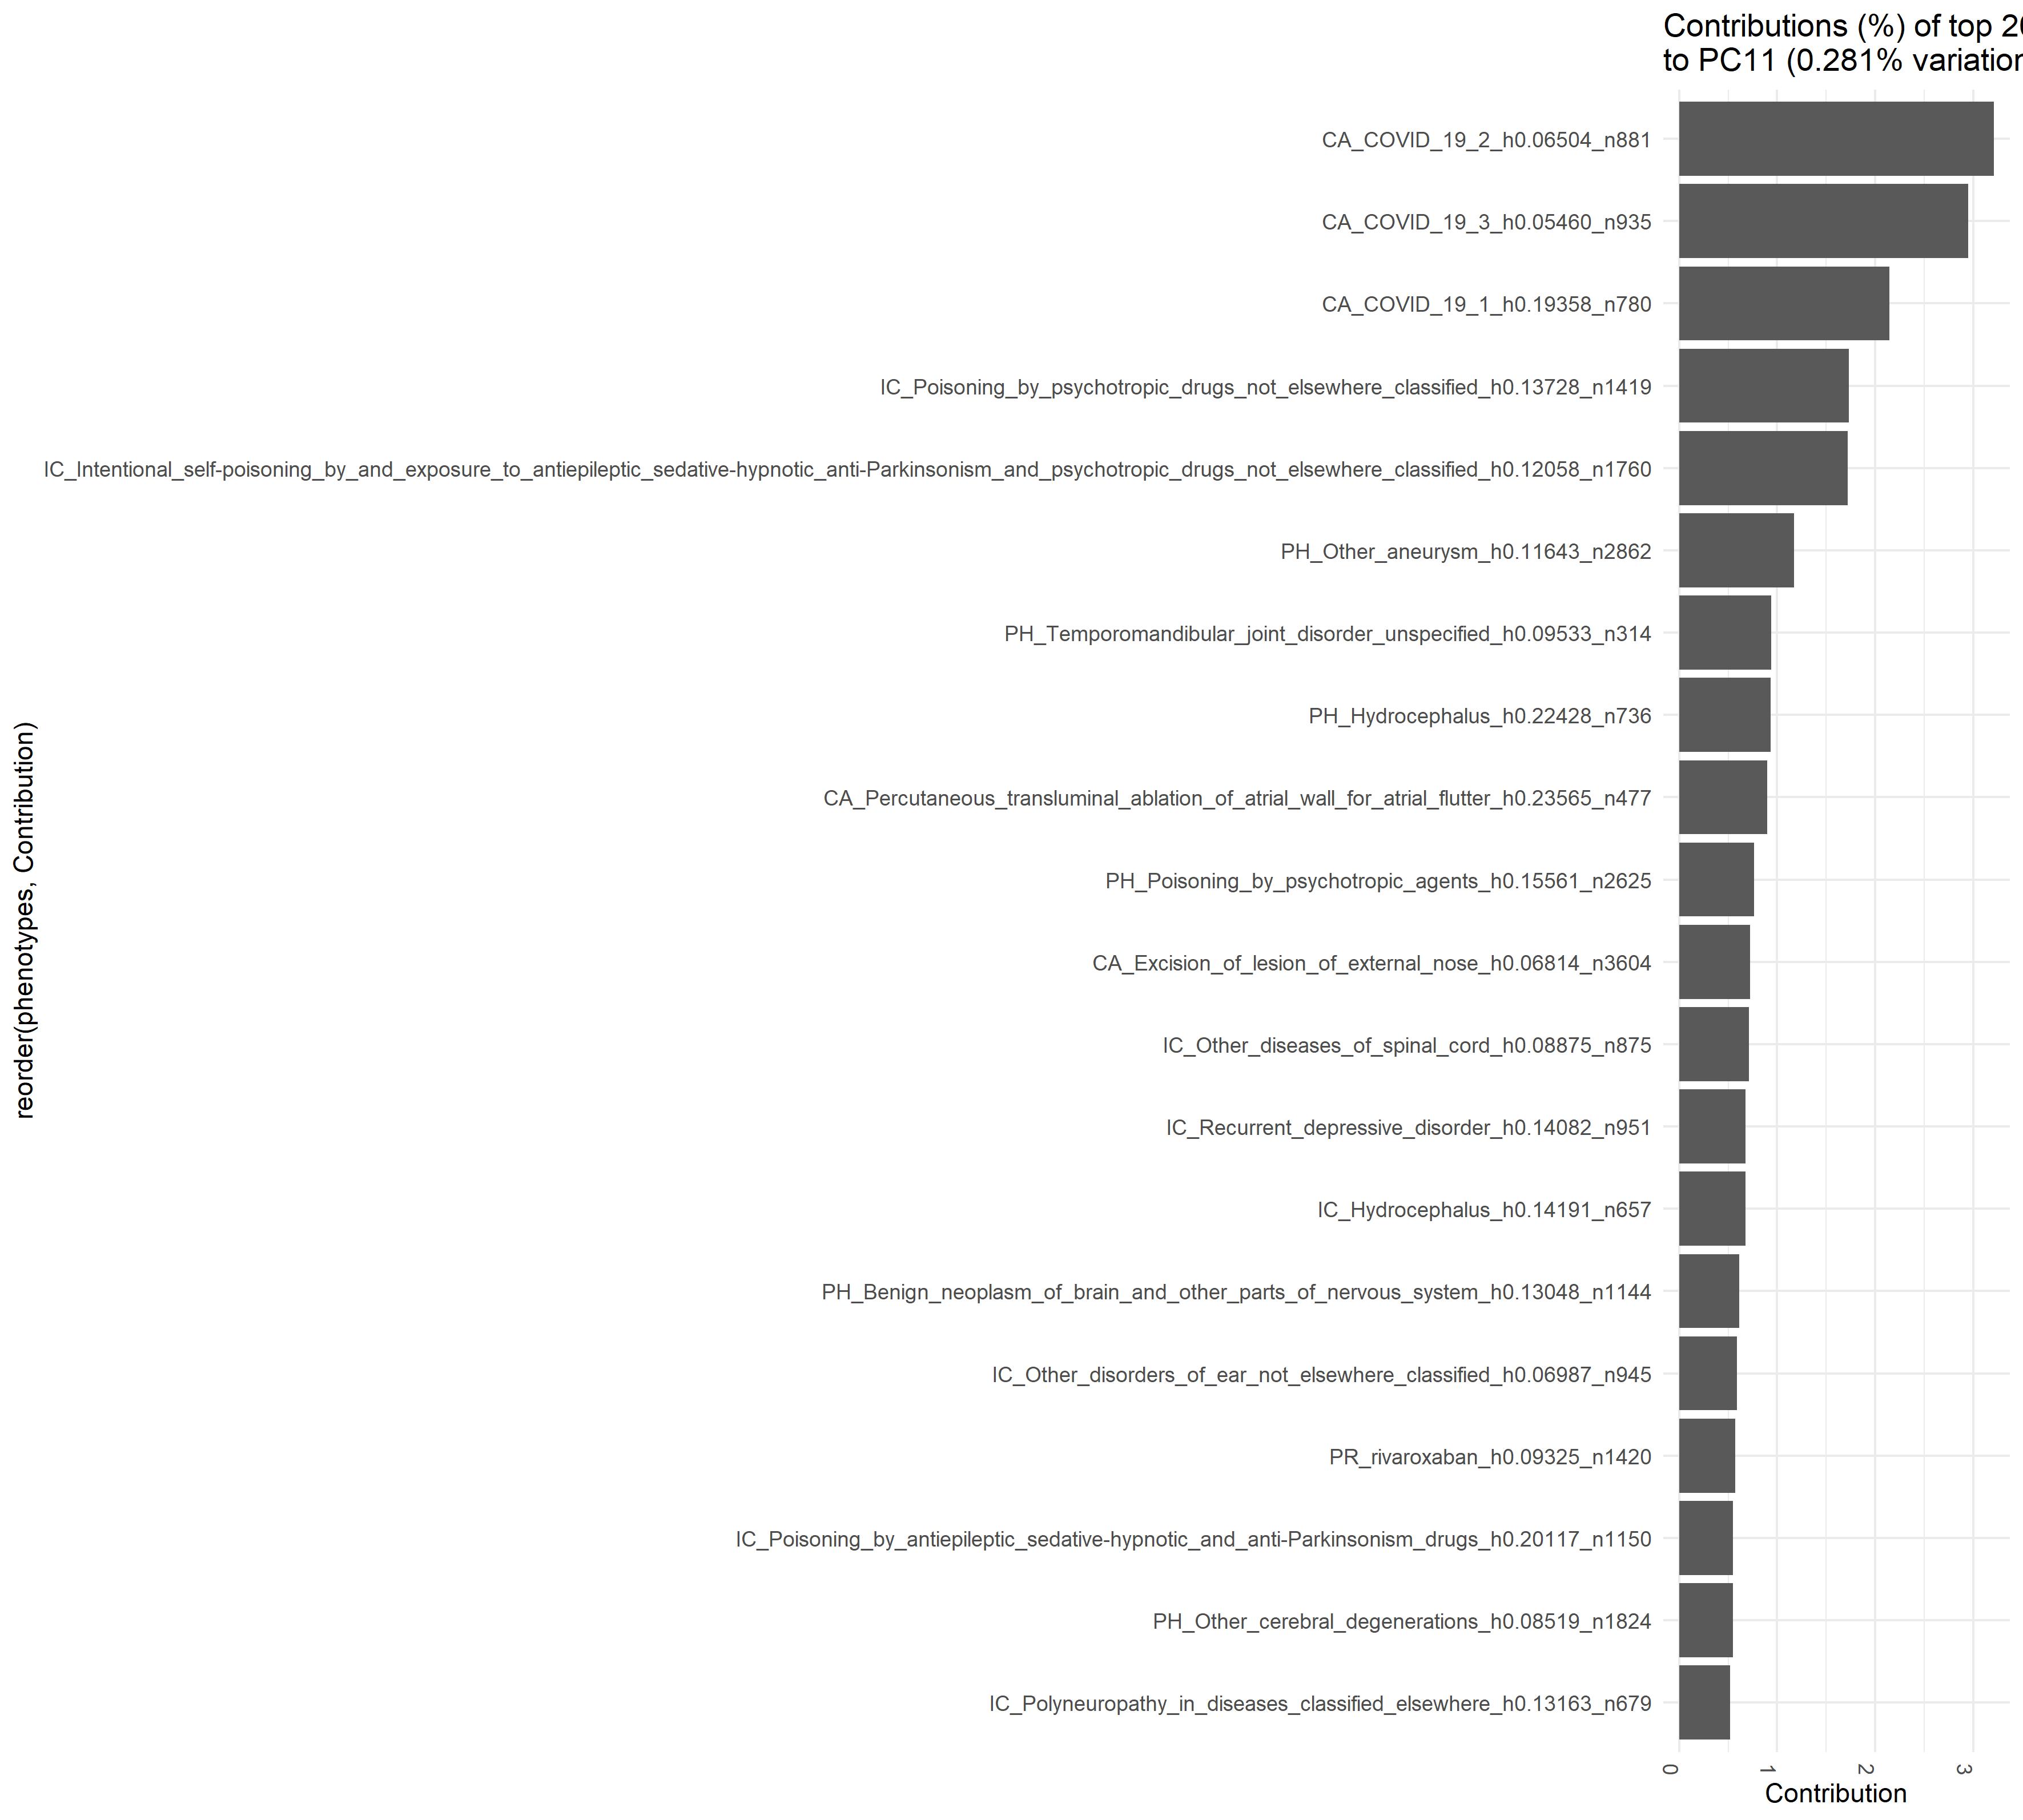 Contributions (%) of top 20
to PC11 (0.281% variation
CA_COVID_19_2_h0.06504_n881
CA_COVID_19_3_h0.05460_n935
CA_COVID_19_1_h0.19358_n780
IC_Poisoning_by_psychotropic_drugs_not_elsewhere_classified_h0.13728_n1419
IC_Intentional_self-poisoning_by_and_exposure_to_antiepileptic_sedative-hypnotic_anti-Parkinsonism_and_psychotropic_drugs_not_elsewhere_classified_h0.12058_n1760
PH_Other_aneurysm_h0.11643_n2862
PH_Temporomandibular_joint_disorder_unspecified_h0.09533_n314
PH_Hydrocephalus_h0.22428_n736
CA_Percutaneous_transluminal_ablation_of_atrial_wall_for_atrial_flutter_h0.23565_n477
PH_Poisoning_by_psychotropic_agents_h0.15561_n2625
CA_Excision_of_lesion_of_external_nose_h0.06814_n3604
IC_Other_diseases_of_spinal_cord_h0.08875_n875
IC_Recurrent_depressive_disorder_h0.14082_n951
IC_Hydrocephalus_h0.14191_n657
PH_Benign_neoplasm_of_brain_and_other_parts_of_nervous_system_h0.13048_n1144
IC_Other_disorders_of_ear_not_elsewhere_classified_h0.06987_n945
PR_rivaroxaban_h0.09325_n1420
IC_Poisoning_by_antiepileptic_sedative-hypnotic_and_anti-Parkinsonism_drugs_h0.20117_n1150
PH_Other_cerebral_degenerations_h0.08519_n1824
IC_Polyneuropathy_in_diseases_classified_elsewhere_h0.13163_n679
reorder(phenotypes, Contribution)
0 1 2 3
Contribution